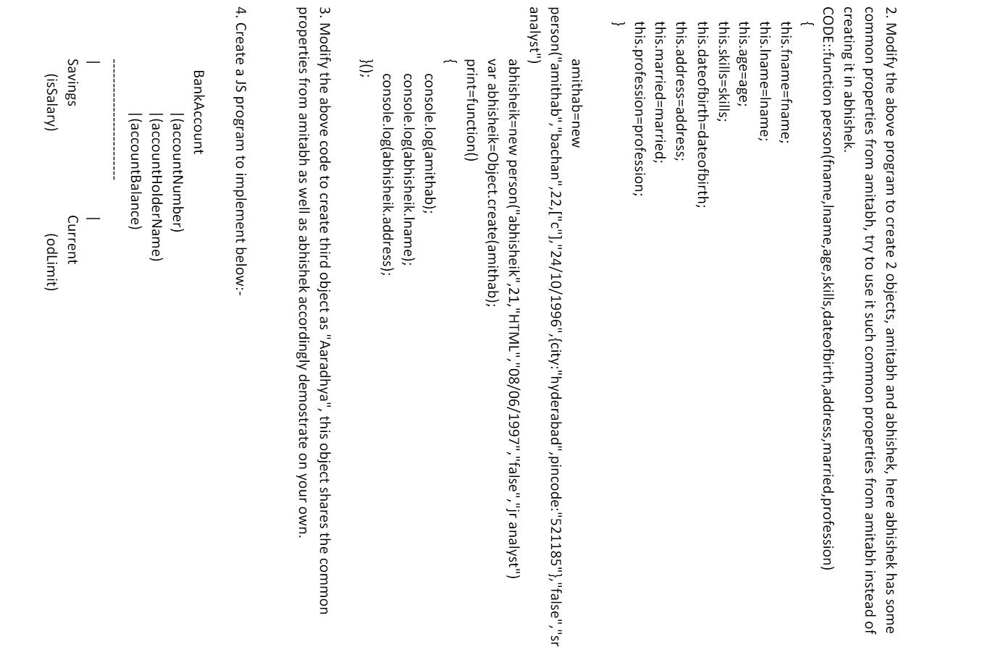 2. Modify the above program to create 2 objects, amitabh and abhishek, here abhishek has some
common properties from amitabh, try to use it such common properties from amitabh instead of
creating it in abhishek.
CODE::function person(fname,lname,age,skills,dateofbirth,address,married,profession)
{
this.fname=fname;
this.lname=lname;
this.age=age;
this.skills=skills;
this.dateofbirth=dateofbirth;
this.address=address;
this.married=married;
this.profession=profession;
}
amithab=new
person("amithab","bachan",22,["c"],"24/10/1996",{city:"hyderabad",pincode:"521185"},"false","sr
analyst")
abhisheik=new person("abhisheik",21,"HTML","08/06/1997","false","jr analyst")
var abhisheik=Object.create(amithab);
print=function()
{
console.log(amithab);
console.log(abhisheik.lname);
console.log(abhisheik.address);
}();
3. Modify the above code to create third object as "Aaradhya", this object shares the common
properties from amitabh as well as abhishek accordingly demostrate on your own.
4. Create a JS program to implement below:-
BankAccount
|(accountNumber)
|(accountHolderName)
|(accountBalance)
----------------------------
| |
Savings Current
(isSalary) (odLimit)